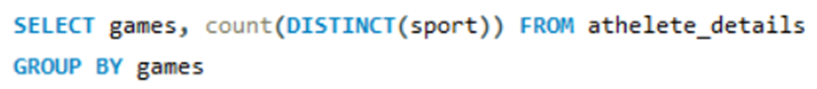 SELECT games, count(DISTINCT(sport)) FROM athelete_details
GROUP BY games